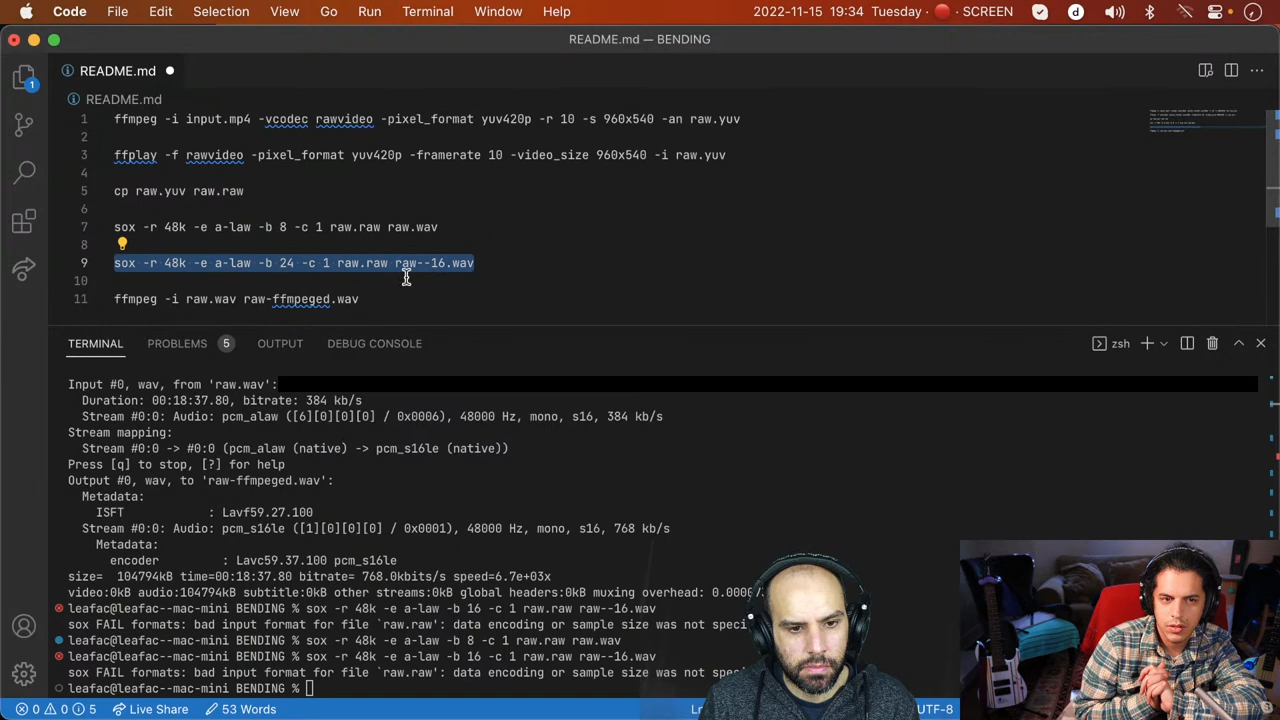 Code File Edit Selection View Go Run Terminal Window Help 2022-11-15 19:34 Tuesday SCREEN
README.md — BENDING
README.md
README.md
1 ffmpeg -i input.mp4 -vcodec rawvideo -pixel_format yuv420p -r 10 -s 960x540 -an raw.yuv
2
3 ffplay -f rawvideo -pixel_format yuv420p -framerate 10 -video_size 960x540 -i raw.yuv
4
5 cp raw.yuv raw.raw
6
7 sox -r 48k -e a-law -b 8 -c 1 raw.raw raw.wav
8
9 sox -r 48k -e a-law -b 24 -c 1 raw.raw raw--16.wav
10
11 ffmpeg -i raw.wav raw-ffmpeged.wav
TERMINAL PROBLEMS 5 OUTPUT DEBUG CONSOLE zsh
Input #0, wav, from 'raw.wav':
Duration: 00:18:37.80, bitrate: 384 kb/s
Stream #0:0: Audio: pcm_alaw ([6][0][0][0] / 0x0006), 48000 Hz, mono, s16, 384 kb/s
Stream mapping:
Stream #0:0 -> #0:0 (pcm_alaw (native) -> pcm_s16le (native))
Press [q] to stop, [?] for help
Output #0, wav, to 'raw-ffmpeged.wav':
Metadata:
ISFT : Lavf59.27.100
Stream #0:0: Audio: pcm_s16le ([1][0][0][0] / 0x0001), 48000 Hz, mono, s16, 768 kb/s
Metadata:
encoder : Lavc59.37.100 pcm_s16le
size= 104794kB time=00:18:37.80 bitrate= 768.0kbits/s speed=6.7e+03x
video:0kB audio:104794kB subtitle:0kB other streams:0kB global headers:0kB muxing overhead: 0.0000
leafac@leafac--mac-mini BENDING % sox -r 48k -e a-law -b 16 -c 1 raw.raw raw--16.wav
sox FAIL formats: bad input format for file `raw.raw': data encoding or sample size was not speci
leafac@leafac--mac-mini BENDING % sox -r 48k -e a-law -b 8 -c 1 raw.raw raw.wav
leafac@leafac--mac-mini BENDING % sox -r 48k -e a-law -b 16 -c 1 raw.raw raw--16.wav
sox FAIL formats: bad input format for file `raw.raw': data encoding or sample size was not speci
leafac@leafac--mac-mini BENDING %
0 0 5 Live Share 53 Words Ln UTF-8